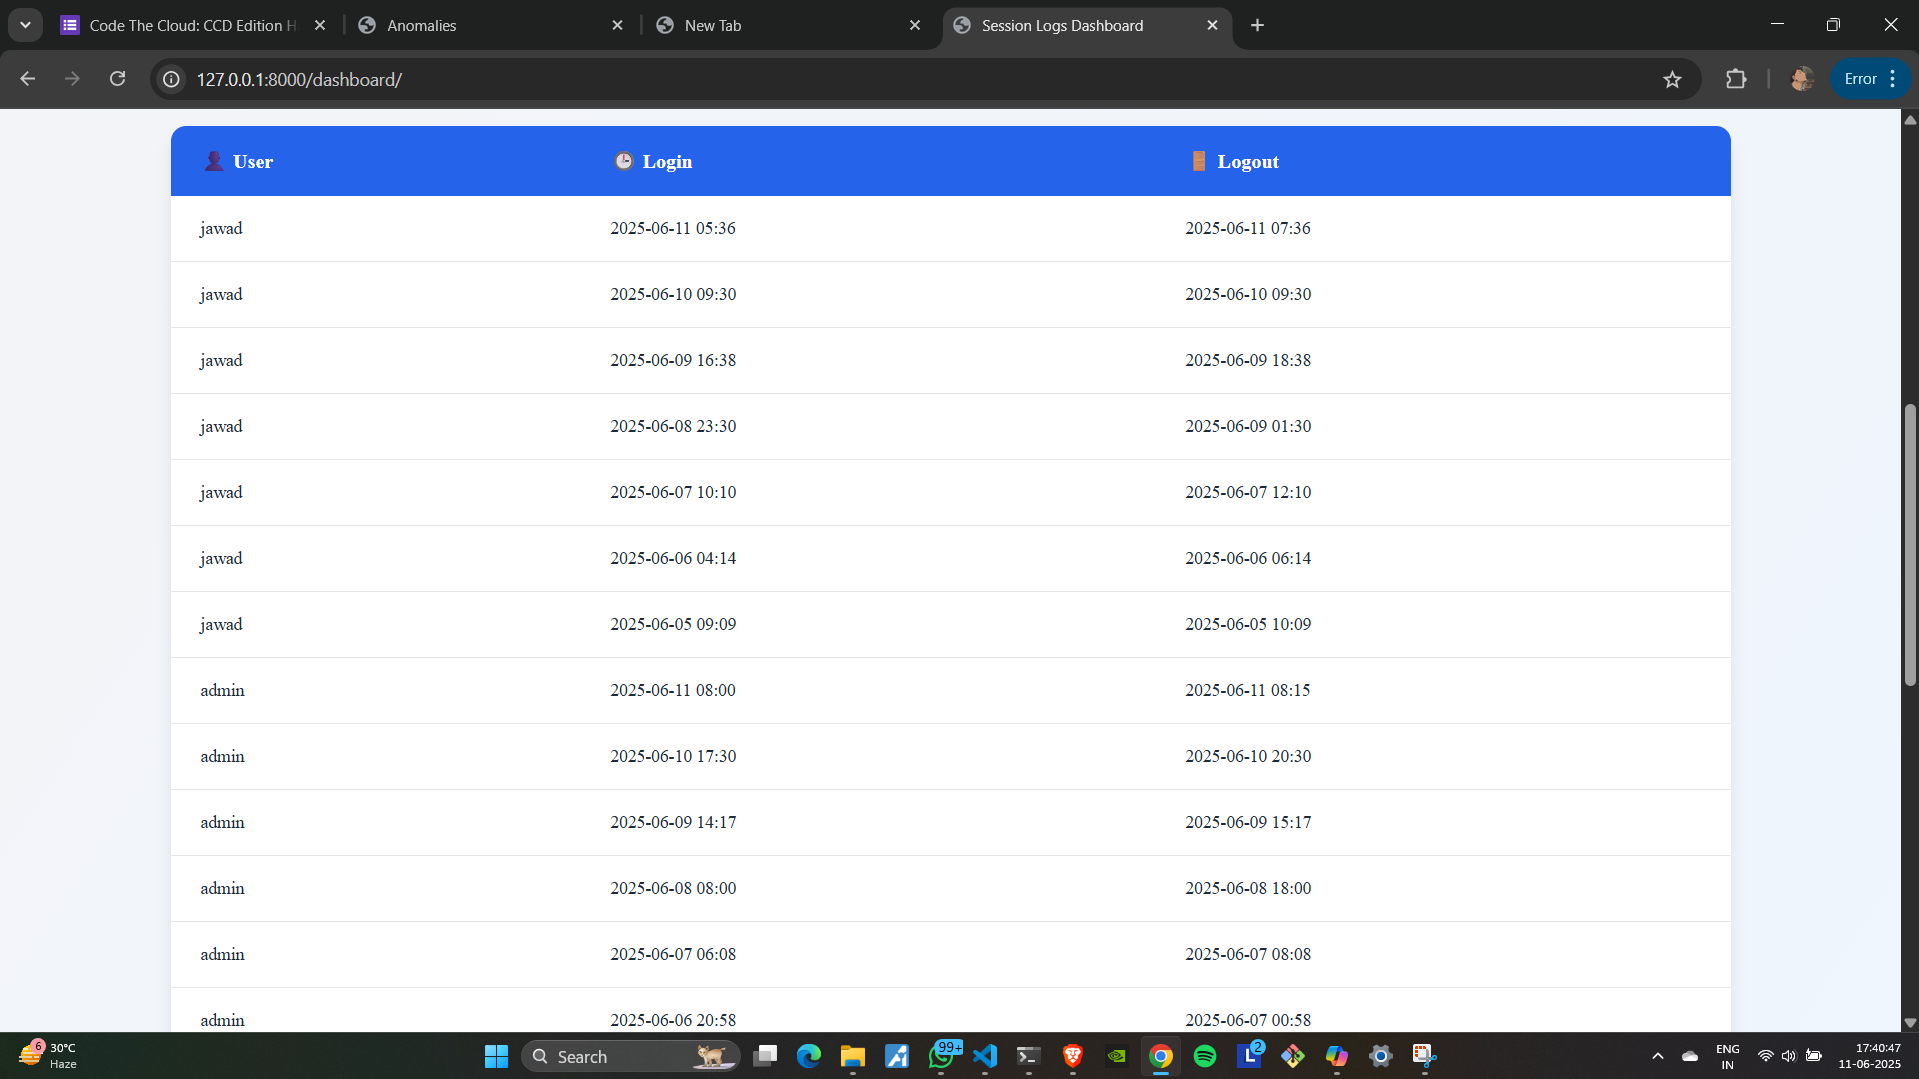 Code The Cloud: CCD Edition H
Anomalies
New Tab
Session Logs Dashboard
127.0.0.1:8000/dashboard/
Error
User Login Logout
jawad 2025-06-11 05:36 2025-06-11 07:36
jawad 2025-06-10 09:30 2025-06-10 09:30
jawad 2025-06-09 16:38 2025-06-09 18:38
jawad 2025-06-08 23:30 2025-06-09 01:30
jawad 2025-06-07 10:10 2025-06-07 12:10
jawad 2025-06-06 04:14 2025-06-06 06:14
jawad 2025-06-05 09:09 2025-06-05 10:09
admin 2025-06-11 08:00 2025-06-11 08:15
admin 2025-06-10 17:30 2025-06-10 20:30
admin 2025-06-09 14:17 2025-06-09 15:17
admin 2025-06-08 08:00 2025-06-08 18:00
admin 2025-06-07 06:08 2025-06-07 08:08
admin 2025-06-06 20:58 2025-06-07 00:58
6
30°C
Haze
Search
99+
L
2
ENG
IN
17:40:47
11-06-2025